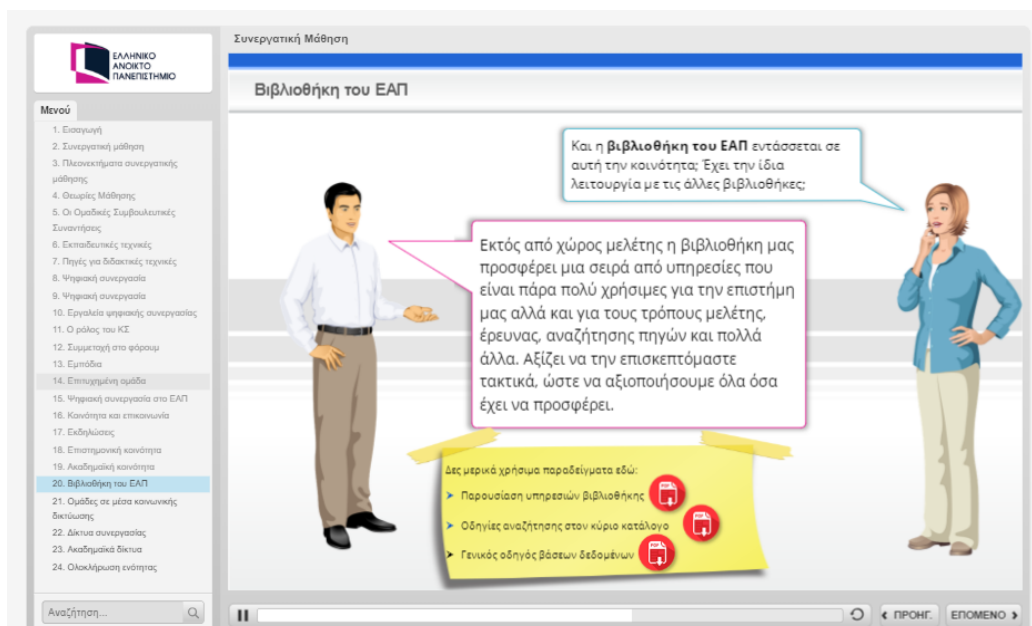 ΕΛΛΗΝΙΚΟ
ΑΝΟΙΚΤΟ
ΠΑΝΕΠΙΣΤΗΜΙΟ
Μενού
1. Εισαγωγή
2. Συνεργατική μάθηση
3. Πλεονεκτήματα συνεργατικής
μάθησης
4. Θεωρίες Μάθησης
5. Οι Ομαδικές Συμβουλευτικές
Συναντήσεις
6. Εκπαιδευτικές τεχνικές
7. Πηγές για διδακτικές τεχνικές
8. Ψηφιακή συνεργασία
9. Ψηφιακή συνεργασία
10. Εργαλεία ψηφιακής συνεργασίας
11. Ο ρόλος του ΚΣ
12. Συμμετοχή στο φόρουμ
13. Εμπόδια
14. Επιτυχημένη ομάδα
15. Ψηφιακή συνεργασία στο ΕΑΠ
16. Κοινότητα και επικοινωνία
17. Εκδηλώσεις
18. Επιστημονική κοινότητα
19. Ακαδημαϊκή κοινότητα
20. Βιβλιοθήκη του ΕΑΠ
21. Ομάδες σε μέσα κοινωνικής
δικτύωσης
22. Δίκτυα συνεργασίας
23. Ακαδημαϊκά δίκτυα
24. Ολοκλήρωση ενότητας
Αναζήτηση...
Συνεργατική Μάθηση
Βιβλιοθήκη του ΕΑΠ
Και η βιβλιοθήκη του ΕΑΠ εντάσσεται σε
αυτή την κοινότητα; Έχει την ίδια
λειτουργία με τις άλλες βιβλιοθήκες;
Εκτός από χώρος μελέτης η βιβλιοθήκη μας
προσφέρει μια σειρά από υπηρεσίες που
είναι πάρα πολύ χρήσιμες για την επιστήμη
μας αλλά και για τους τρόπους μελέτης,
έρευνας, αναζήτησης πηγών και πολλά
άλλα. Αξίζει να την επισκεπτόμαστε
τακτικά, ώστε να αξιοποιήσουμε όλα όσα
έχει να προσφέρει.
Δες μερικά χρήσιμα παραδείγματα εδώ:
Παρουσίαση υπηρεσιών βιβλιοθήκης
PDF
Οδηγίες αναζήτησης στον κύριο κατάλογο
PDF
Γενικός οδηγός βάσεων δεδομένων
PDF
ΠΡΟΗΓ.
ΕΠΟΜΕΝΟ